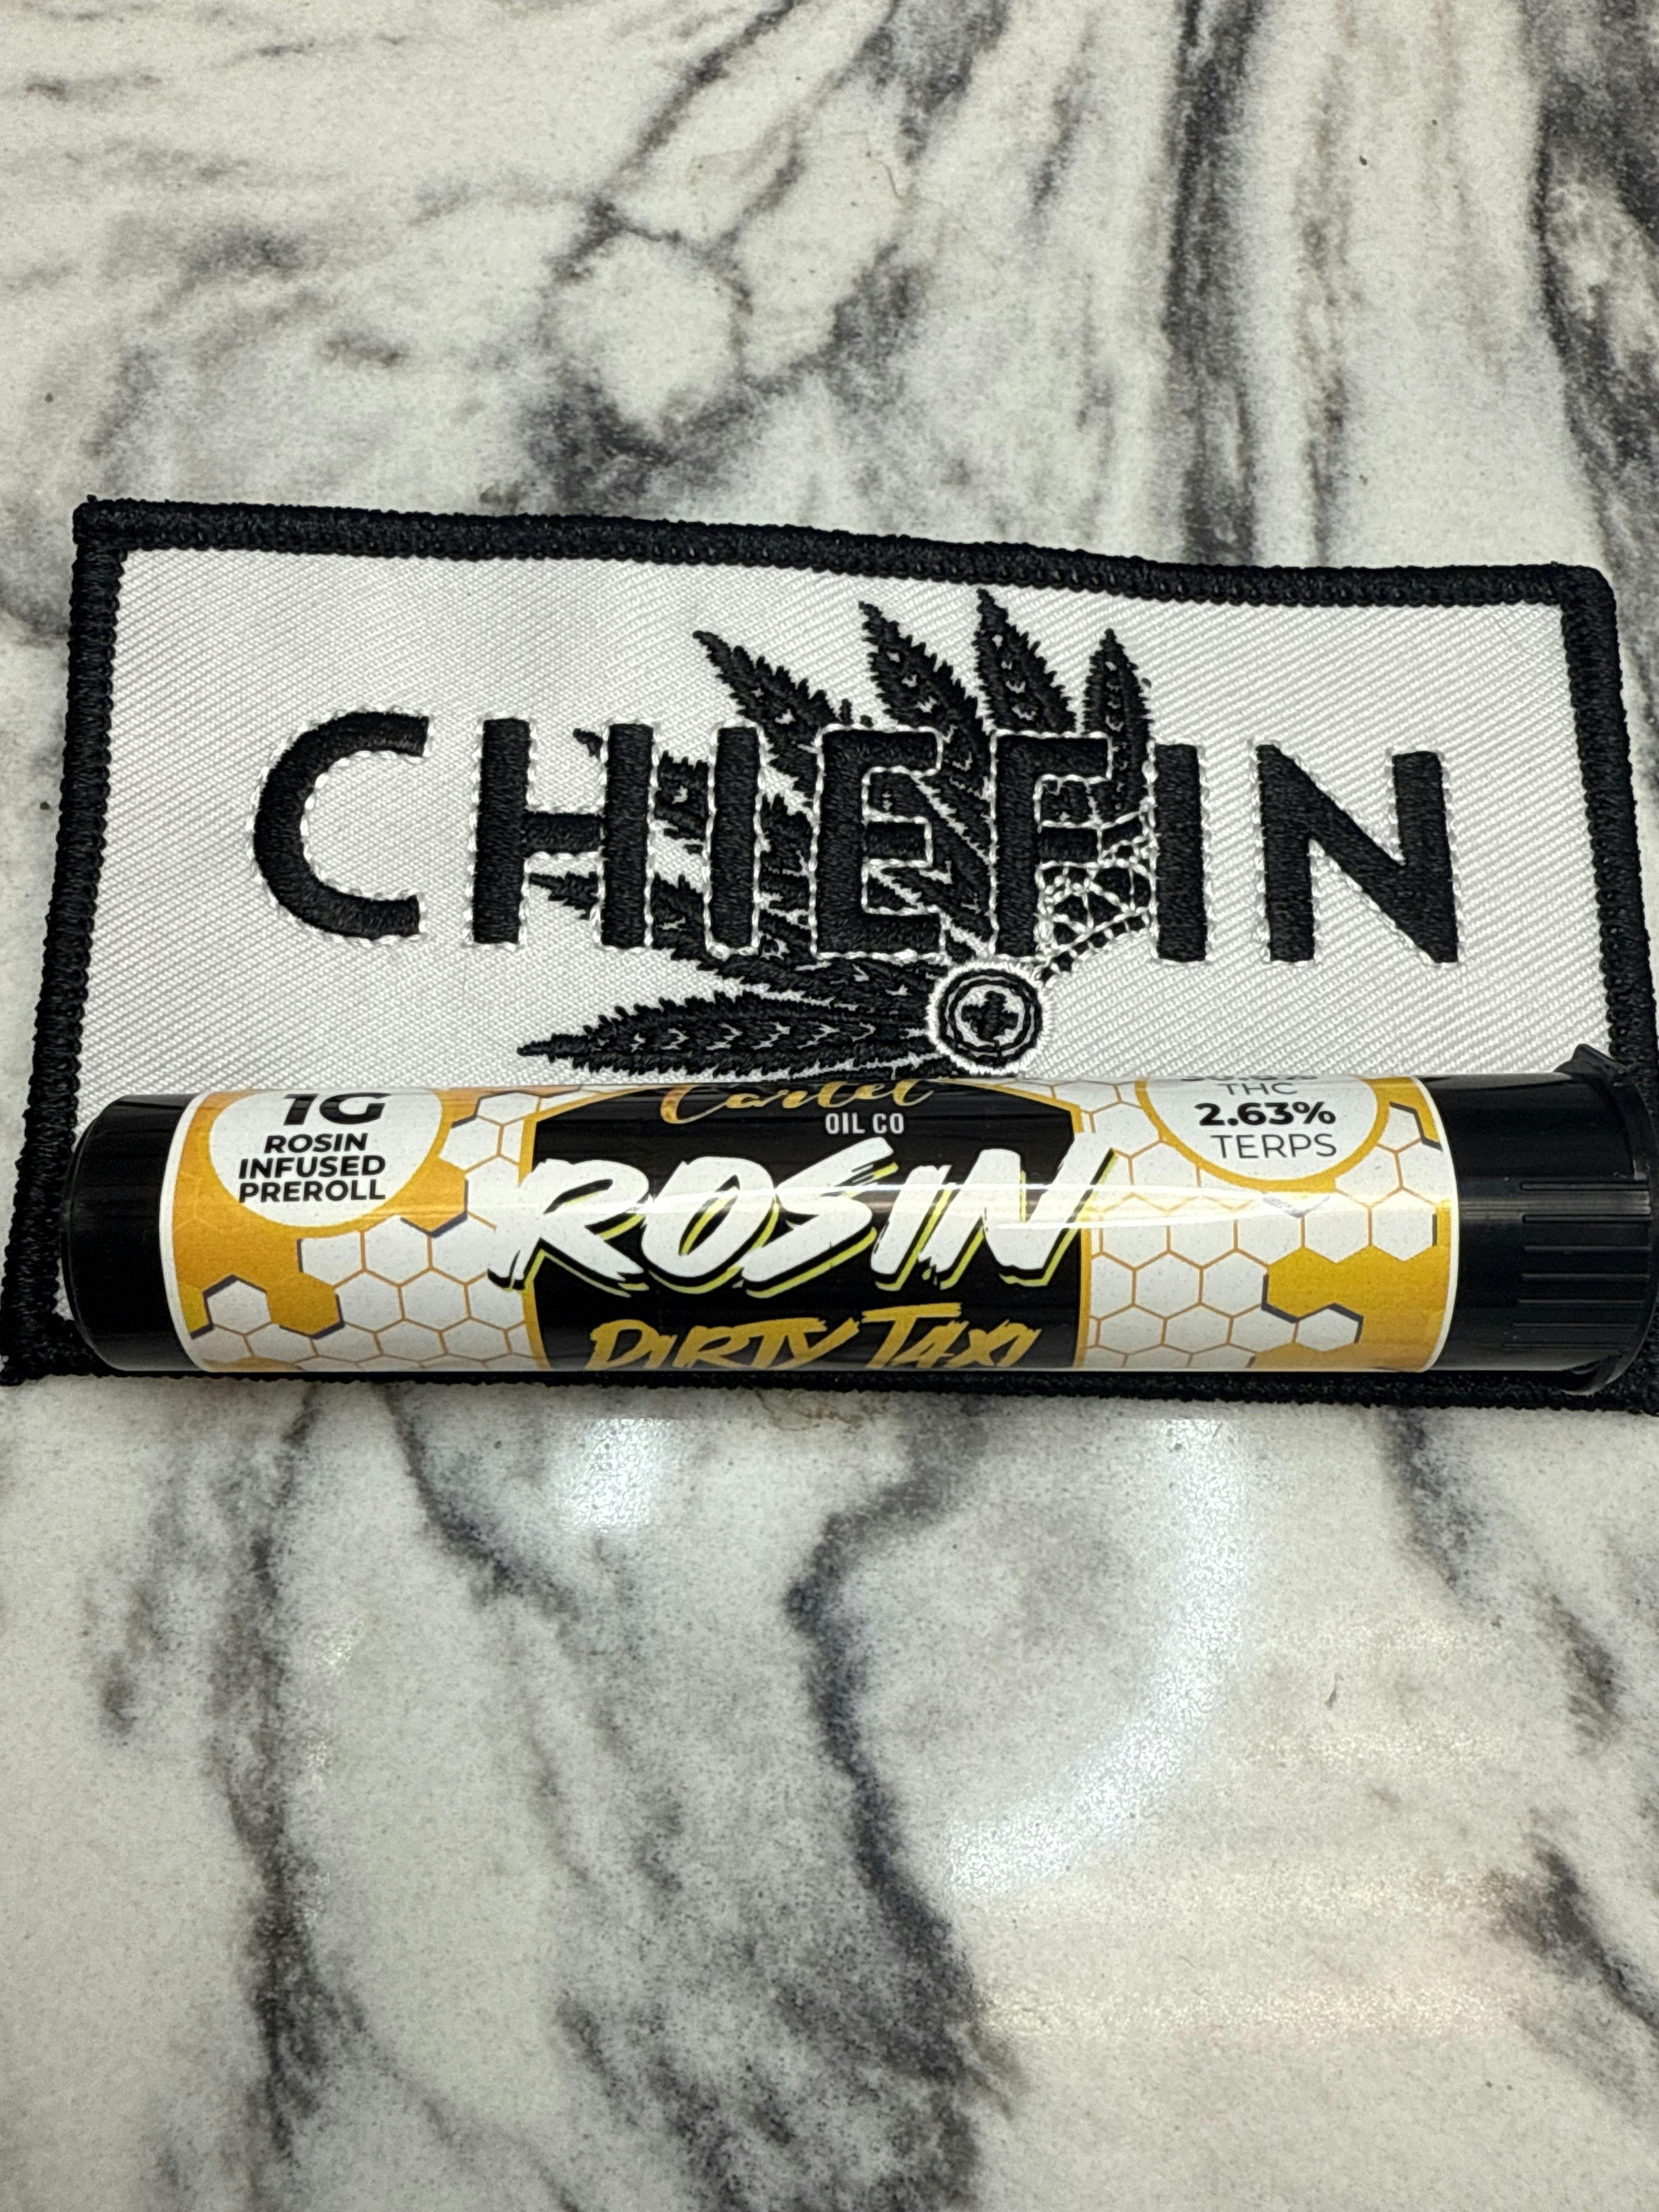 CHIEFIN
1G
ROSIN
INFUSED
PREROLL
Cartel
OIL CO
ROSIN
DIRTY TAXI
THC
2.63%
TERPS